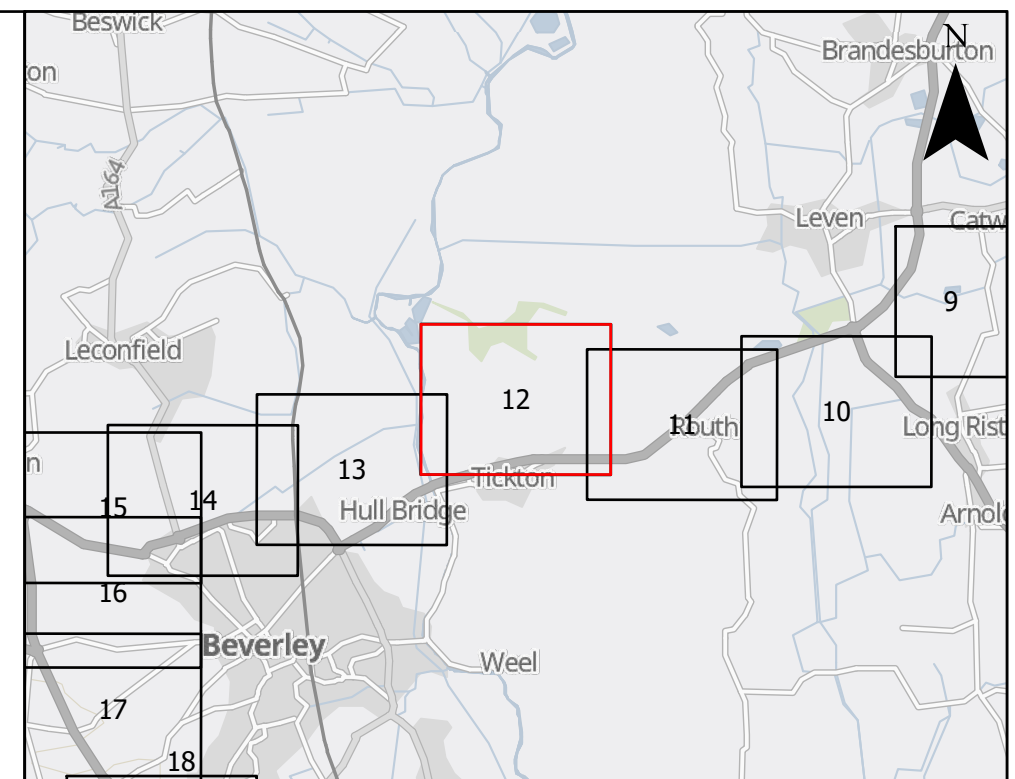 Beswick
N
Brandesburton
on
A164
Leven
Catw
9
Leconfield
12
10
11
Routh
Long Rist
n
13
Tickton
15
14
Hull Bridge
Arnol
16
Beverley
Weel
17
18